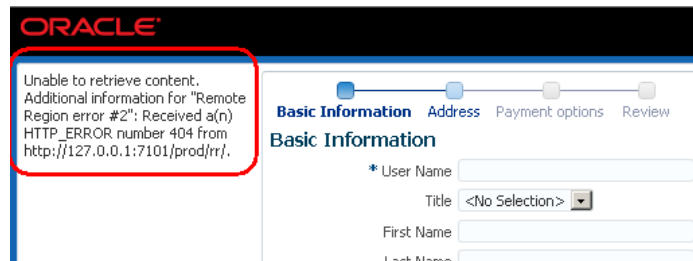 ORACLE
Unable to retrieve content.
Additional information for "Remote
Region error #2": Received a(n)
HTTP_ERROR number 404 from
http://127.0.0.1:7101/prod/rr/.
Basic Information Address Payment options Review
Basic Information
* User Name
Title <No Selection>
First Name
Last Name